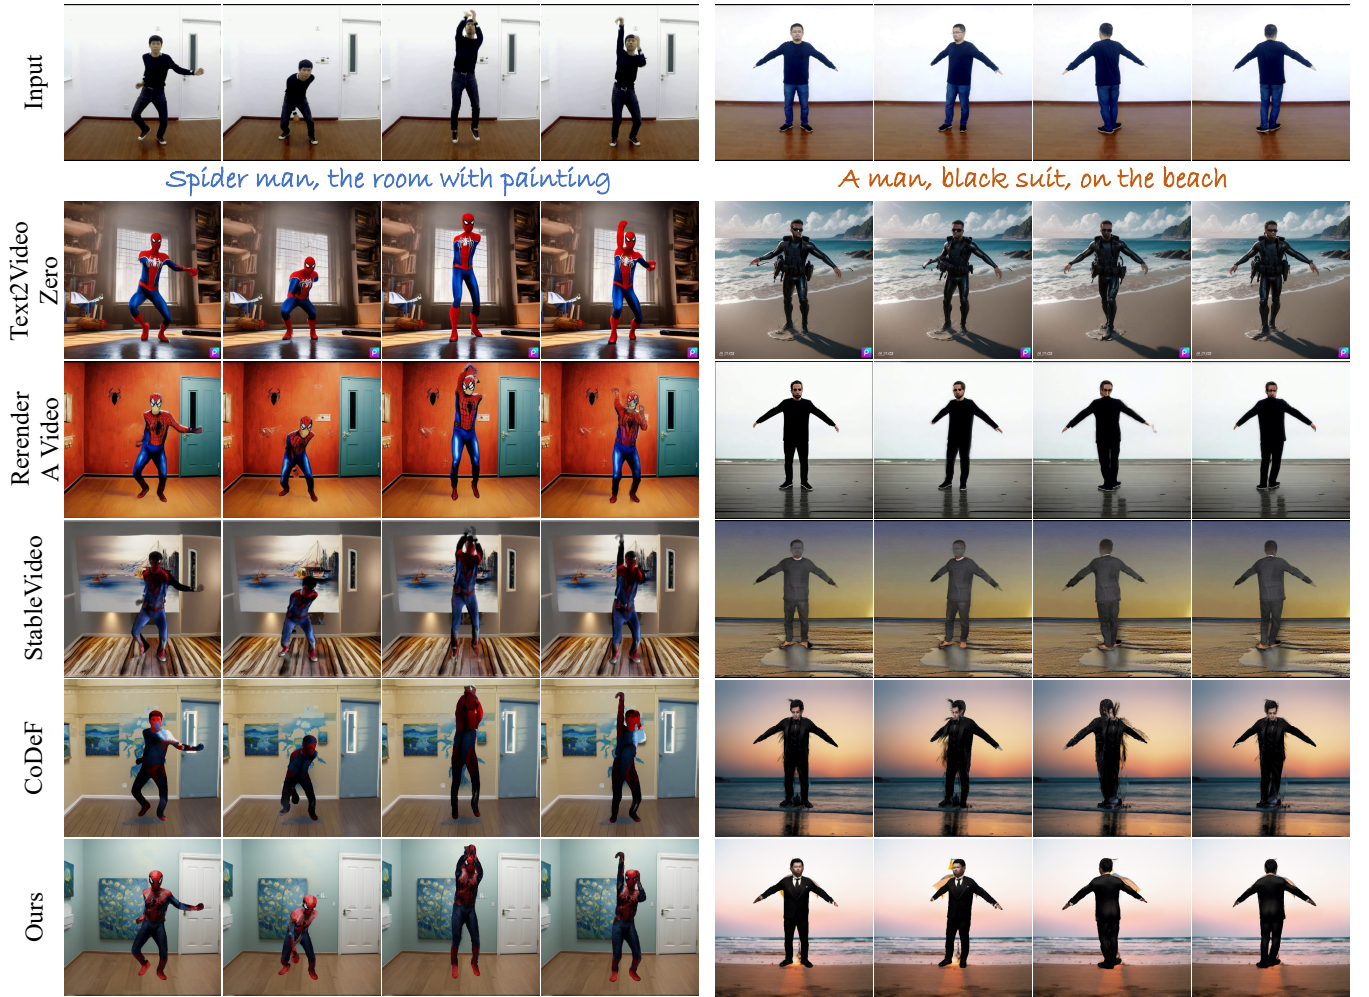 Input
Spider man, the room with painting
A man, black suit, on the beach
Text2Video
Zero
Rerender
A Video
StableVideo
CoDeF
Ours